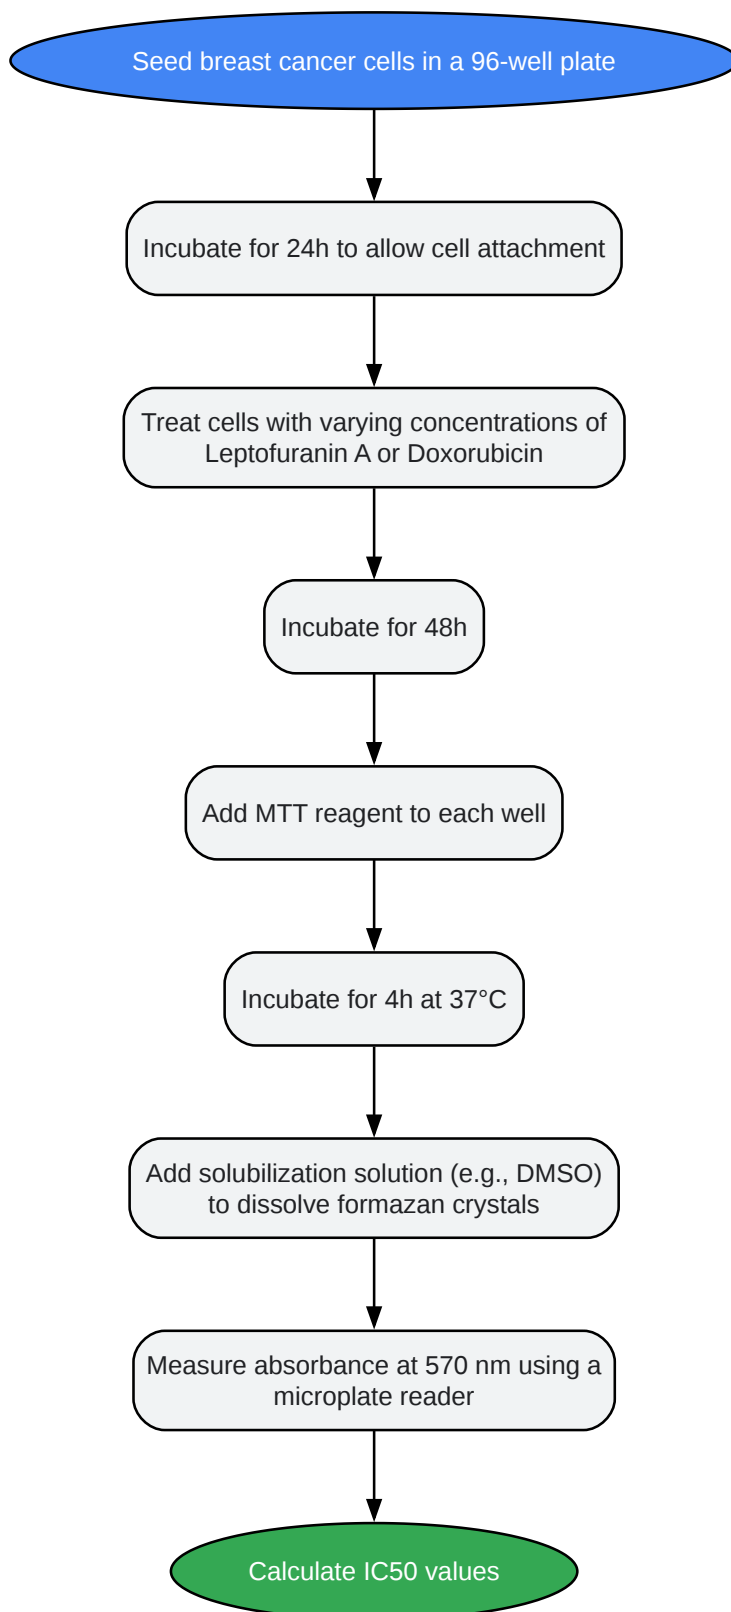 Seed breast cancer cells in a 96-well plate
Incubate for 24h to allow cell attachment
Treat cells with varying concentrations of
Leptofuranin A or Doxorubicin
Incubate for 48h
Add MTT reagent to each well
Incubate for 4h at 37°C
Add solubilization solution (e.g., DMSO)
to dissolve formazan crystals
Measure absorbance at 570 nm using a
microplate reader
Calculate IC50 values